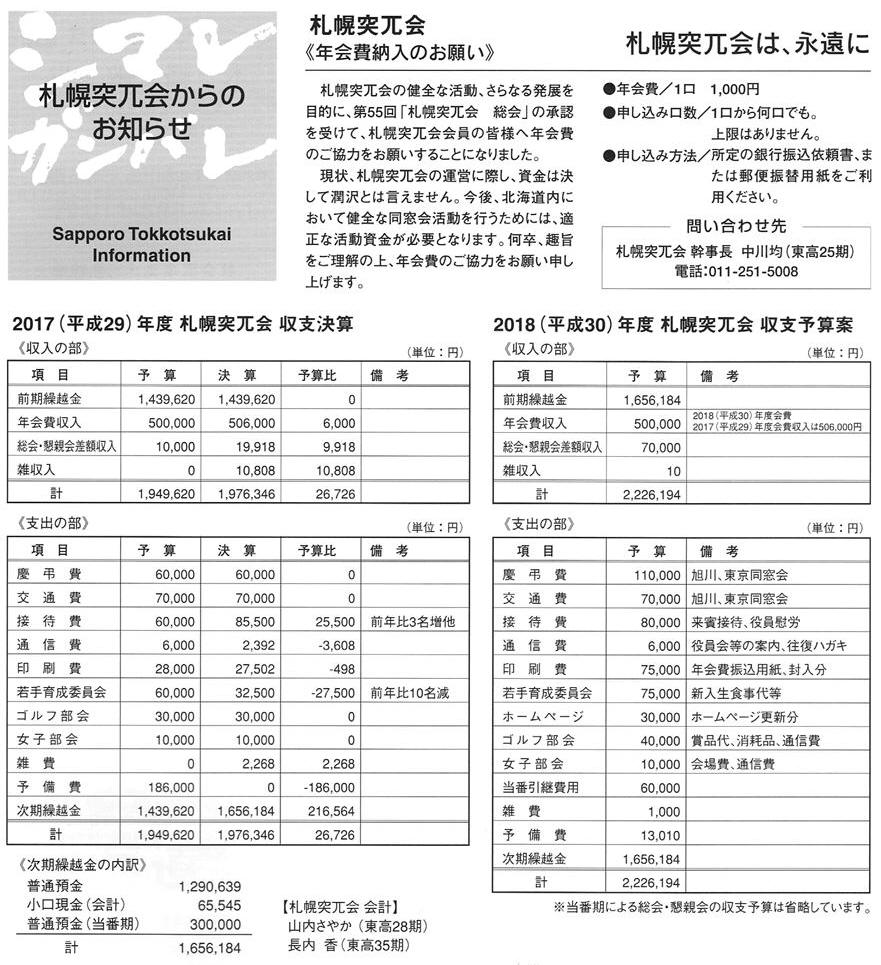 シマレ
ガンバレ
札幌突兀会からの
お知らせ
Sapporo Tokkotsukai
Information
札幌突兀会
《年会費納入のお願い》
札幌突兀会の健全な活動、さらなる発展を
目的に、第55回「札幌突兀会 総会」の承認
を受けて、札幌突兀会会員の皆様へ年会費
のご協力をお願いすることになりました。
現状、札幌突兀会の運営に際し、資金は決
して潤沢とは言えません。今後、北海道内に
おいて健全な同窓会活動を行うためには、適
正な活動資金が必要となります。何卒、趣旨
をご理解の上、年会費のご協力をお願い申し
上げます。
札幌突兀会は、永遠に
●年会費/1口 1,000円
●申し込み口数/1口から何口でも。
上限はありません。
●申し込み方法/所定の銀行振込依頼書、ま
たは郵便振替用紙をご利
用ください。
問い合わせ先
札幌突兀会 幹事長 中川均(東高25期)
電話:011-251-5008
2017(平成29)年度 札幌突兀会 収支決算
《収入の部》 (単位:円)
項 目 予 算 決 算 予算比 備 考
前期繰越金 1,439,620 1,439,620 0
年会費収入 500,000 506,000 6,000
総会・懇親会差額収入 10,000 19,918 9,918
雑収入 0 10,808 10,808
計 1,949,620 1,976,346 26,726
《支出の部》 (単位:円)
項 目 予 算 決 算 予算比 備 考
慶 弔 費 60,000 60,000 0
交 通 費 70,000 70,000 0
接 待 費 60,000 85,500 25,500 前年比3名増他
通 信 費 6,000 2,392 -3,608
印 刷 費 28,000 27,502 -498
若手育成委員会 60,000 32,500 -27,500 前年比10名減
ゴルフ部会 30,000 30,000 0
女子部会 10,000 10,000 0
雑 費 0 2,268 2,268
予 備 費 186,000 0 -186,000
次期繰越金 1,439,620 1,656,184 216,564
計 1,949,620 1,976,346 26,726
《次期繰越金の内訳》
普通預金 1,290,639
小口現金(会計) 65,545
普通預金(当番期) 300,000
計 1,656,184
【札幌突兀会 会計】
山内さやか(東高28期)
長内 香(東高35期)
2018(平成30)年度 札幌突兀会 収支予算案
《収入の部》 (単位:円)
項 目 予 算 備 考
前期繰越金 1,656,184
年会費収入 500,000 2018(平成30)年度会費
2017(平成29)年度会費収入は506,000円
総会・懇親会差額収入 70,000
雑収入 10
計 2,226,194
《支出の部》 (単位:円)
項 目 予 算 備 考
慶 弔 費 110,000 旭川、東京同窓会
交 通 費 70,000 旭川、東京同窓会
接 待 費 80,000 来賓接待、役員慰労
通 信 費 6,000 役員会等の案内、往復ハガキ
印 刷 費 75,000 年会費振込用紙、封入分
若手育成委員会 75,000 新入生食事代等
ホームページ 30,000 ホームページ更新分
ゴルフ部会 40,000 賞品代、消耗品、通信費
女子部会 10,000 会場費、通信費
当番引継費用 60,000
雑 費 1,000
予 備 費 13,010
次期繰越金 1,656,184
計 2,226,194
※当番期による総会・懇親会の収支予算は省略しています。